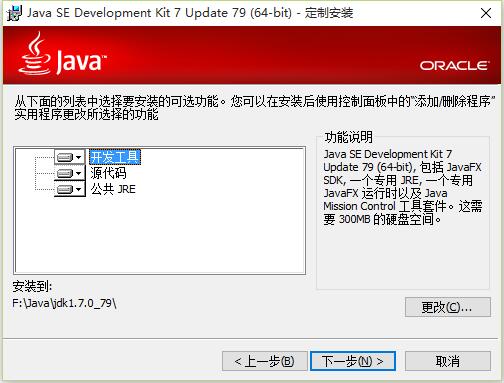 Java SE Development Kit 7 Update 79 (64-bit) - 定制安装
Java™
ORACLE
从下面的列表中选择要安装的可选功能。您可以在安装后使用控制面板中的“添加/删除程序”
实用程序更改所选择的功能
开发工具
源代码
公共 JRE
功能说明
Java SE Development Kit 7
Update 79 (64-bit), 包括 JavaFX
SDK, 一个专用 JRE, 一个专用
JavaFX 运行时以及 Java
Mission Control 工具套件。这需
要 300MB 的硬盘空间。
安装到:
F:\Java\jdk1.7.0_79\
更改(C)...
< 上一步(B)
下一步(N) >
取消